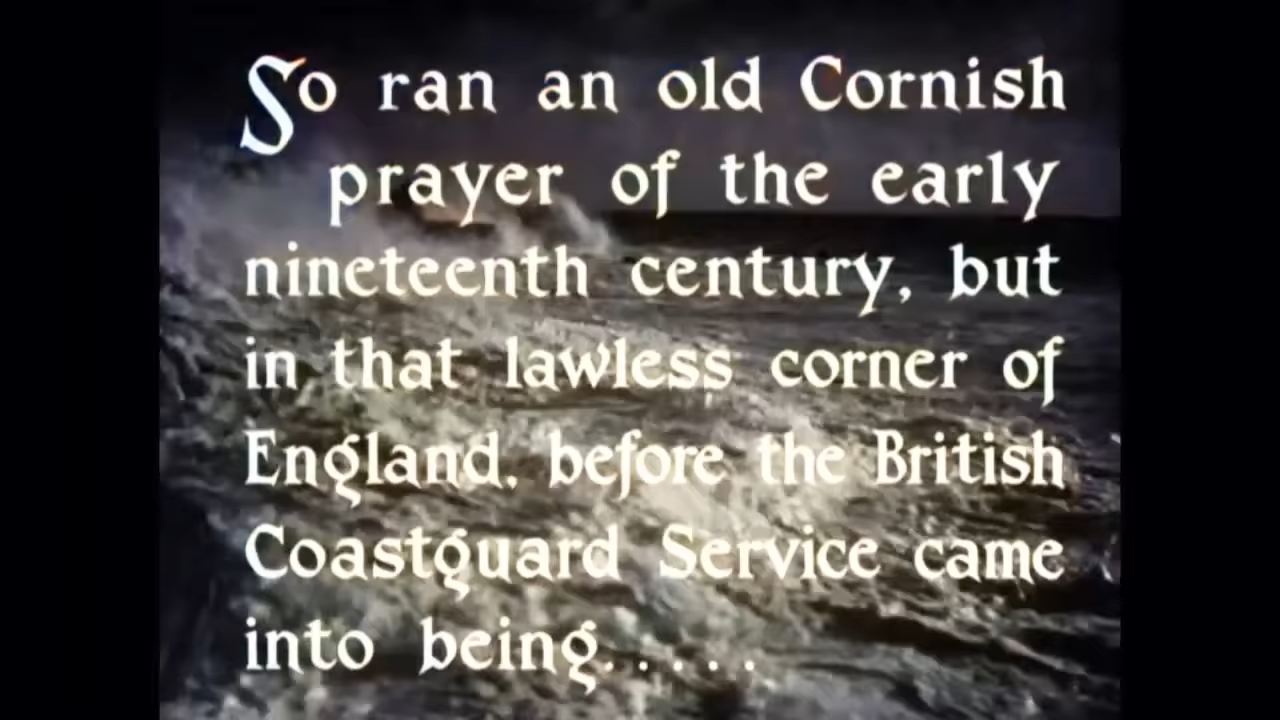 So ran an old Cornish
prayer of the early
nineteenth century, but
in that lawless corner of
England, before the British
Coastguard Service came
into being.....